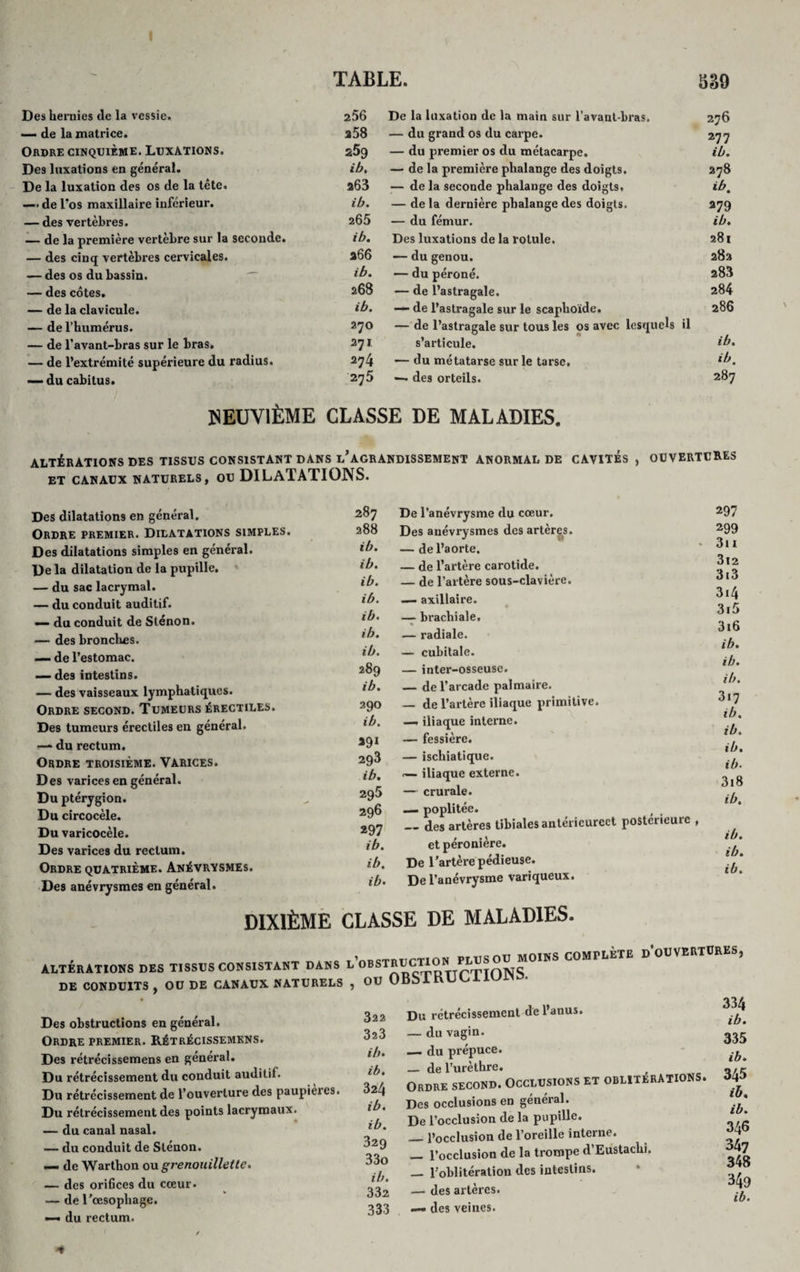 TABLE. 539
Des hernies de la vessie. 256
— de la matrice. 258
ORDRE CINQUIÈME. LUXATIONS. 259
Des luxations en général. ib.
De la luxation des os de la tête. 263
— de l'os maxillaire inférieur. ib.
— des vertèbres. 265
— de la première vertèbre sur la seconde. ib.
— des cinq vertèbres cervicales. 266
— des os du bassin. ib.
— des côtes. 268
— de la clavicule. ib.
— de l'humérus. 270
— de l'avant-bras sur le bras. 271
— de l'extrémité supérieure du radius. 274
— du cabitus. 275
De la luxation de la main sur l'avant-bras. 276
— du grand os du carpe. 277
— du premier os du métacarpe. ib.
— de la première phalange des doigts. 278
— de la seconde phalange des doigts. ib.
— de la dernière phalange des doigts. 279
— du fémur. ib.
Des luxations de la rotule. 281
— du genou. 282
— du péroné. 283
— de l'astragale. 284
— de l'astragale sur le scaphoïde. 286
— de l'astragale sur tous les os avec lesquels il
s'articule. ib.
— du métatarse sur le tarse. ib.
— des orteils. 287
NEUVIÈME CLASSE DE MALADIES.
ALTÉRATIONS DES TISSUS CONSISTANT DANS L'AGRANDISSEMENT ANORMAL DE CAVITÉS, OUVERTURES
ET CANAUX NATURELS, OU DILATATIONS.
Des dilatations en général. 287
ORDRE PREMIER. DILATATIONS SIMPLES. 288
Des dilatations simples en général. ib.
De la dilatation de la pupille. ib.
— du sac lacrymal. ib.
— du conduit auditif. ib.
— du conduit de Sténon. ib.
— des bronches. ib.
— de l'estomac. ib.
— des intestins. 289
— des vaisseaux lymphatiques. ib.
ORDRE SECOND. TUMEURS ÉRECTILES. 290
Des tumeurs érectiles en général. ib.
— du rectum. 291
ORDRE TROISIÈME. VARICES. 293
Des varices en général. ib.
Du ptérygion. 295
Du circocèle. 296
Du varicocèle. 297
Des varices du rectum. ib.
ORDRE QUATRIÈME. ANÉVRYSMES. ib.
Des anévrysmes en général. ib.
De l'anévrysme du cœur. 297
Des anévrysmes des artères. 299
— de l'aorte. 311
— de l'artère carotide. 312
— de l'artère sous-clavière. 313
— axillaire. 314
— brachiale. 315
— radiale. 316
— cubitale. ib.
— inter-osseuse. ib.
— de l'arcade palmaire. ib.
— de l'artère iliaque primitive. 317
— iliaque interne. ib.
— fessière. ib.
— ischiatique. ib.
— iliaque externe. ib.
— crurale. 318
— poplitée. ib.
— des artères tibiales antérieureet postérieure,
et péronière. ib.
De l'artère pédieuse. ib.
De l'anévrysme variqueux. ib.
DIXIÈME CLASSE DE MALADIES.
ALTÉRATIONS DES TISSUS CONSISTANT DANS L'OBSTRUCTION PLUS OU MOINS COMPLÈTE D'OUVERTURES,
DE CONDUITS, OU DE CANAUX NATURELS, OU OBSTRUCTIONS.
Des obstructions en général. 322
ORDRE PREMIER. RÉTRÉCISSEMENS. 323
Des rétrécissemens en général. ib.
Du rétrécissement du conduit auditif. ib.
Du rétrécissement de l'ouverture des paupières. 324
Du rétrécissement des points lacrymaux. ib.
— du canal nasal. ib.
— du conduit de Sténon. 329
— de Warthon ou grenouillette. 330
— des orifices du cœur. ib.
— de l'œsophage. 332
— du rectum. 333
Du rétrécissement de l'anus. 334
— du vagin. ib.
— du prépuce. 335
— de l'urèthre. ib.
ORDRE SECOND. OCCLUSIONS ET OBLITÉRATIONS. 345
Des occlusions en général. ib.
De l'occlusion de la pupille. ib.
— l'occlusion de l'oreille interne. 346
— l'occlusion de la trompe d'Eustachi. 347
— l'oblitération des intestins. 348
— des artères. 349
— des veines. ib.